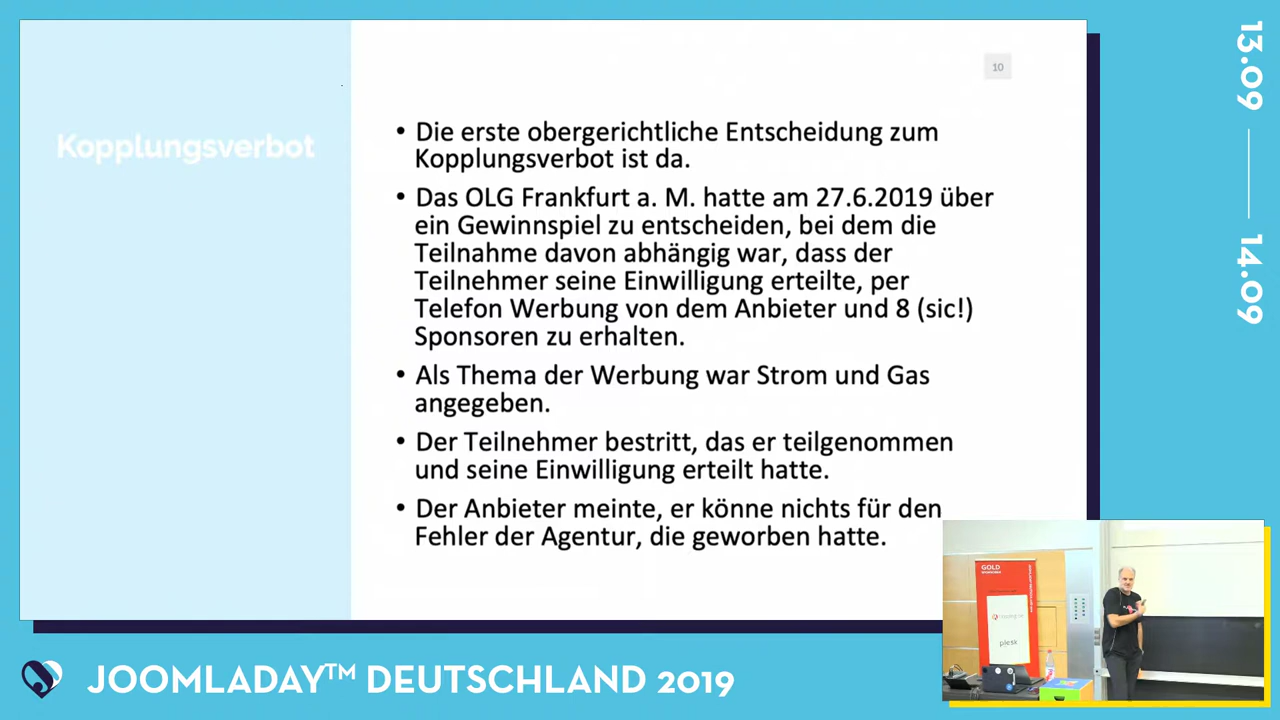 10
Kopplungsverbot
• Die erste obergerichtliche Entscheidung zum
Kopplungsverbot ist da.
• Das OLG Frankfurt a. M. hatte am 27.6.2019 über
ein Gewinnspiel zu entscheiden, bei dem die
Teilnahme davon abhängig war, dass der
Teilnehmer seine Einwilligung erteilte, per
Telefon Werbung von dem Anbieter und 8 (sic!)
Sponsoren zu erhalten.
• Als Thema der Werbung war Strom und Gas
angegeben.
• Der Teilnehmer bestritt, das er teilgenommen
und seine Einwilligung erteilt hatte.
• Der Anbieter meinte, er könne nichts für den
Fehler der Agentur, die geworben hatte.
13.09
14.09
GOLD
plesk
JOOMLADAY™ DEUTSCHLAND 2019